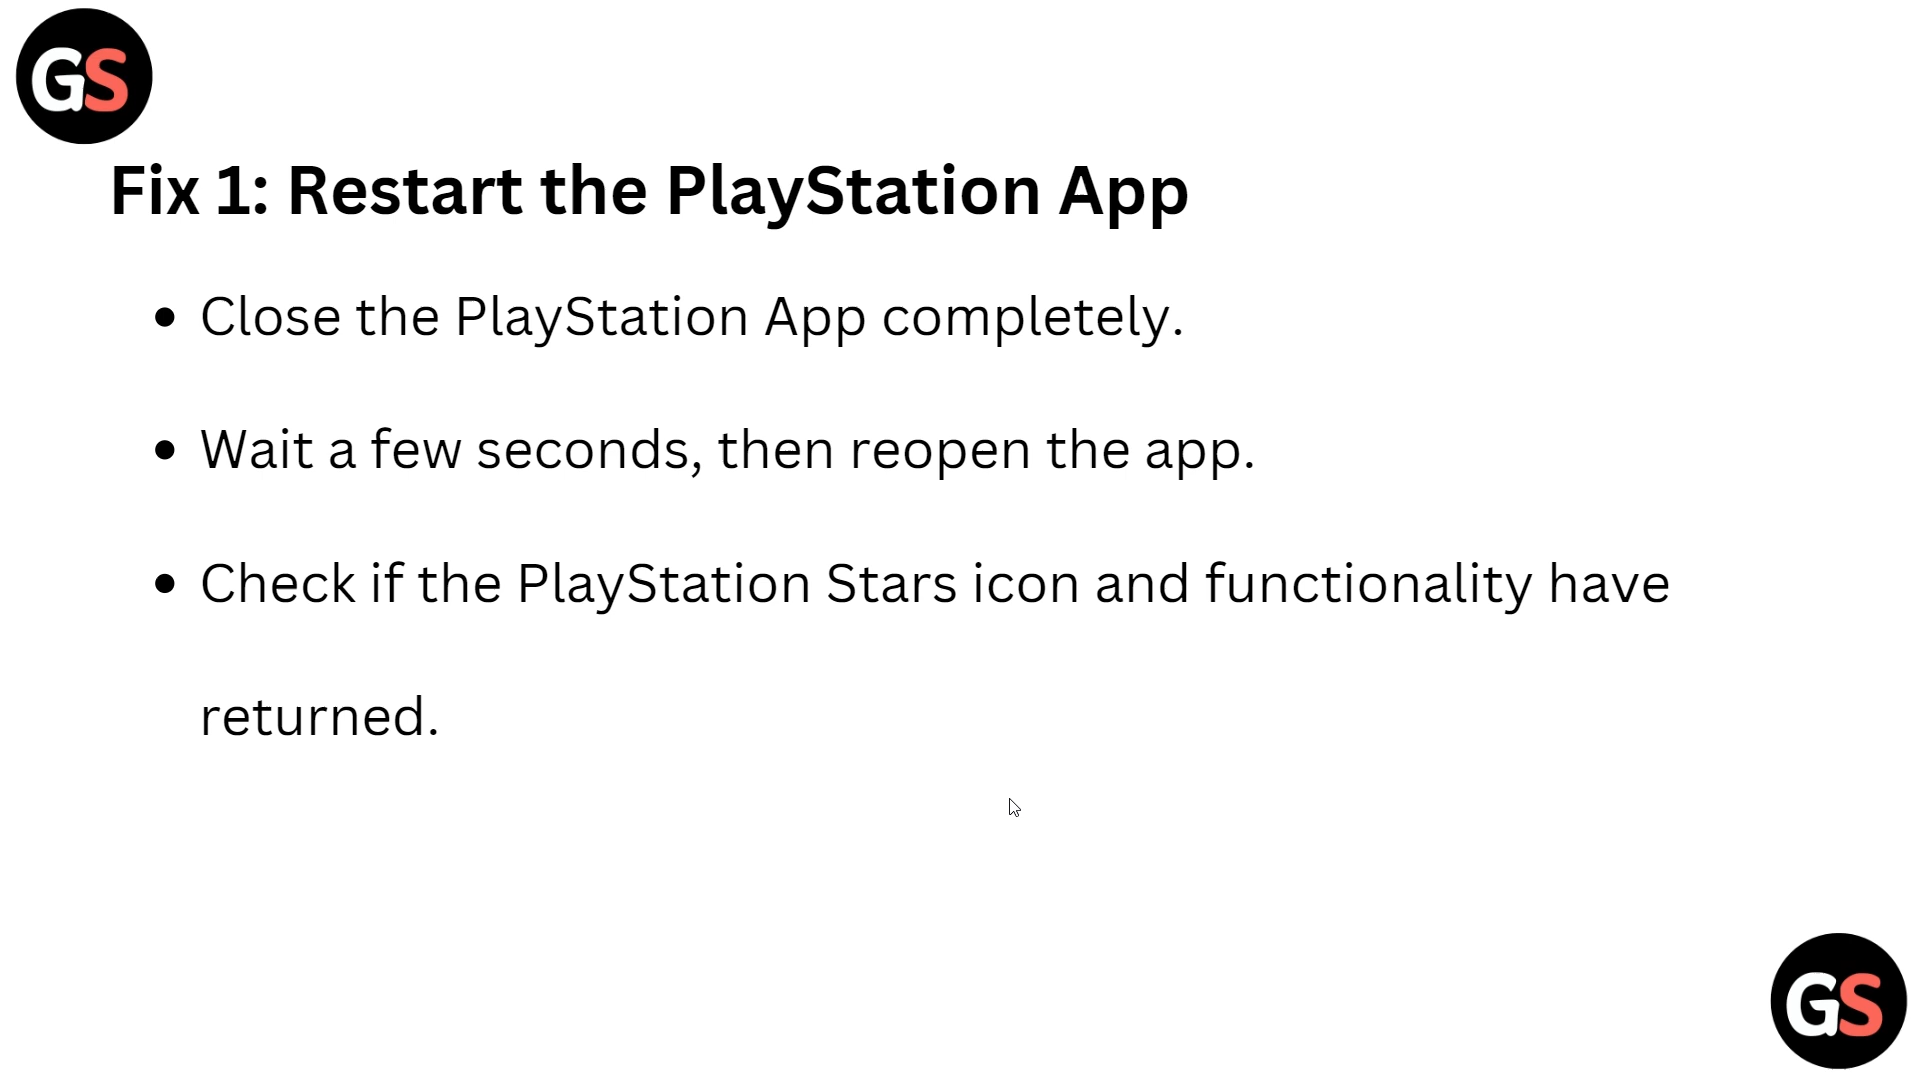 GS
Fix 1: Restart the PlayStation App
• Close the PlayStation App completely.
• Wait a few seconds, then reopen the app.
• Check if the PlayStation Stars icon and functionality have
returned.
GS